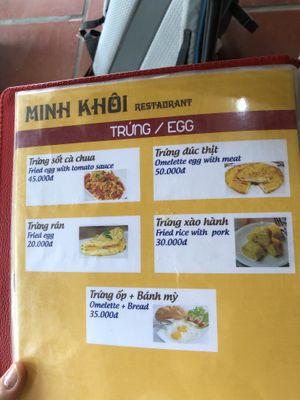 MINH KHÔI RESTAURANT
TRỨNG / EGG
Trứng sốt cà chua
Fried egg with tomato sauce
45.000đ
Trứng đúc thịt
Omelette egg with meat
50.000đ
Trứng rán
Fried egg
20.000đ
Trứng xào hành
Fried rice with pork
30.000đ
Trứng ốp + Bánh mỳ
Omelette + Bread
35.000đ